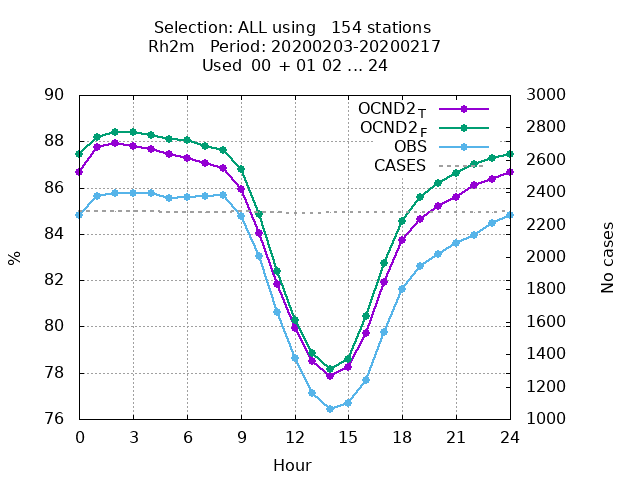 Selection: ALL using   154 stations
Rh2m   Period: 20200203-20200217
Used  00 + 01 02 ... 24
90
88
86
84
82
80
78
76
%
OCND2T
OCND2F
OBS
CASES
3000
2800
2600
2400
2200
2000
1800
1600
1400
1200
1000
No cases
0 3 6 9 12 15 18 21 24
Hour